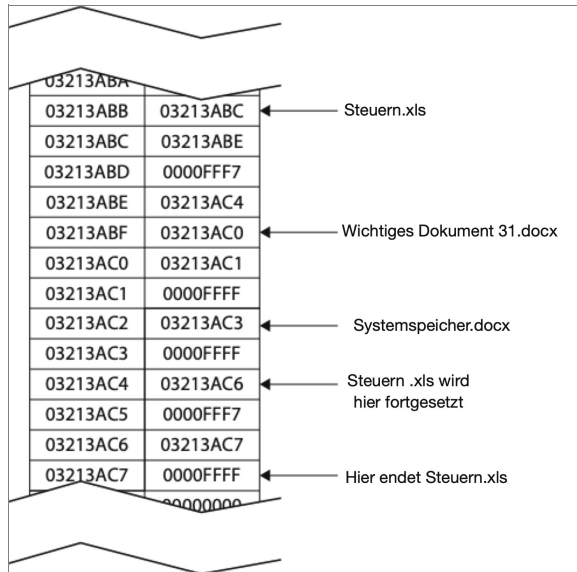 03213ABA
03213ABB 03213ABC Steuern.xls
03213ABC 03213ABE
03213ABD 0000FFF7
03213ABE 03213AC4
03213ABF 03213AC0 Wichtiges Dokument 31.docx
03213AC0 03213AC1
03213AC1 0000FFFF
03213AC2 03213AC3 Systemspeicher.docx
03213AC3 0000FFFF
03213AC4 03213AC6 Steuern .xls wird
hier fortgesetzt
03213AC5 0000FFF7
03213AC6 03213AC7
03213AC7 0000FFFF Hier endet Steuern.xls
00000000